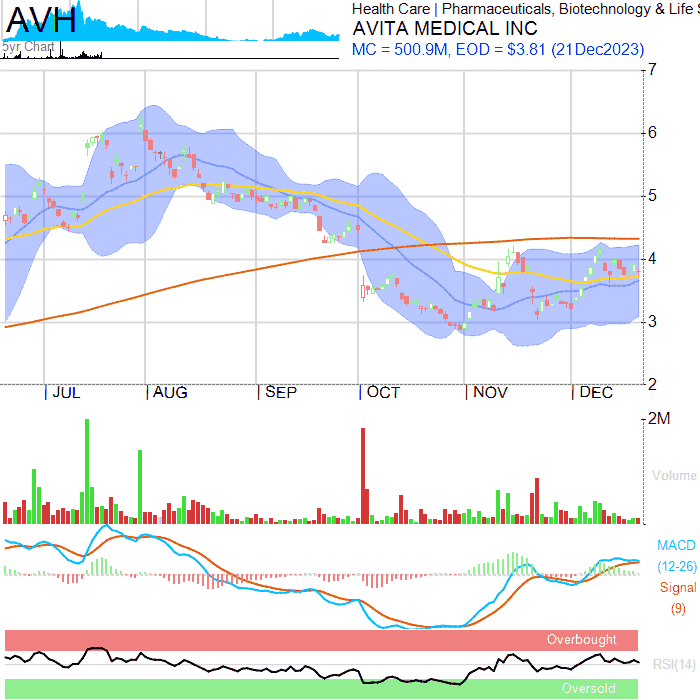 AVH
5yr Chart
Health Care | Pharmaceuticals, Biotechnology & Life S
AVITA MEDICAL INC
MC = 500.9M, EOD = $3.81 (21Dec2023)
7
6
5
4
3
2
JUL AUG SEP OCT NOV DEC
2M
Volume
MACD
(12-26)
Signal
(9)
Overbought
RSI(14)
Oversold